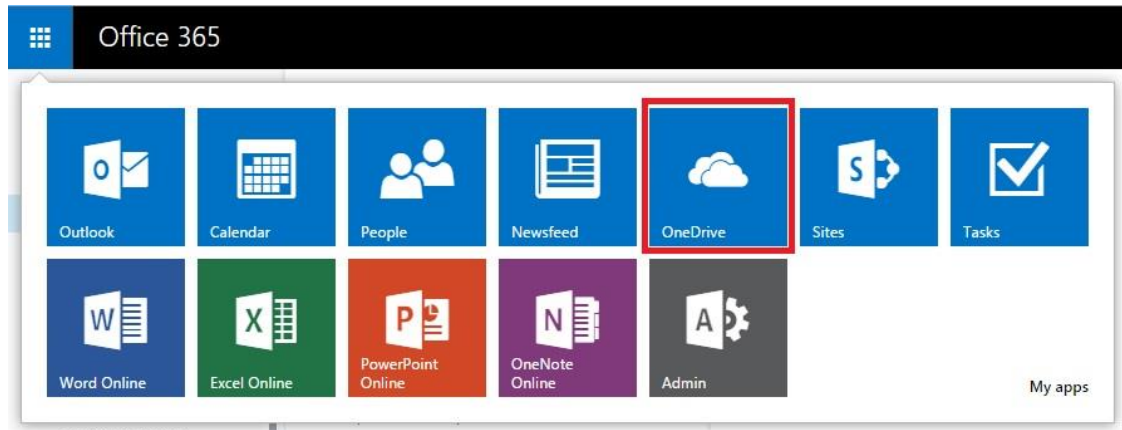 Office 365
Outlook
Calendar
People
Newsfeed
OneDrive
Sites
Tasks
Word Online
Excel Online
PowerPoint
Online
OneNote
Online
Admin
My apps